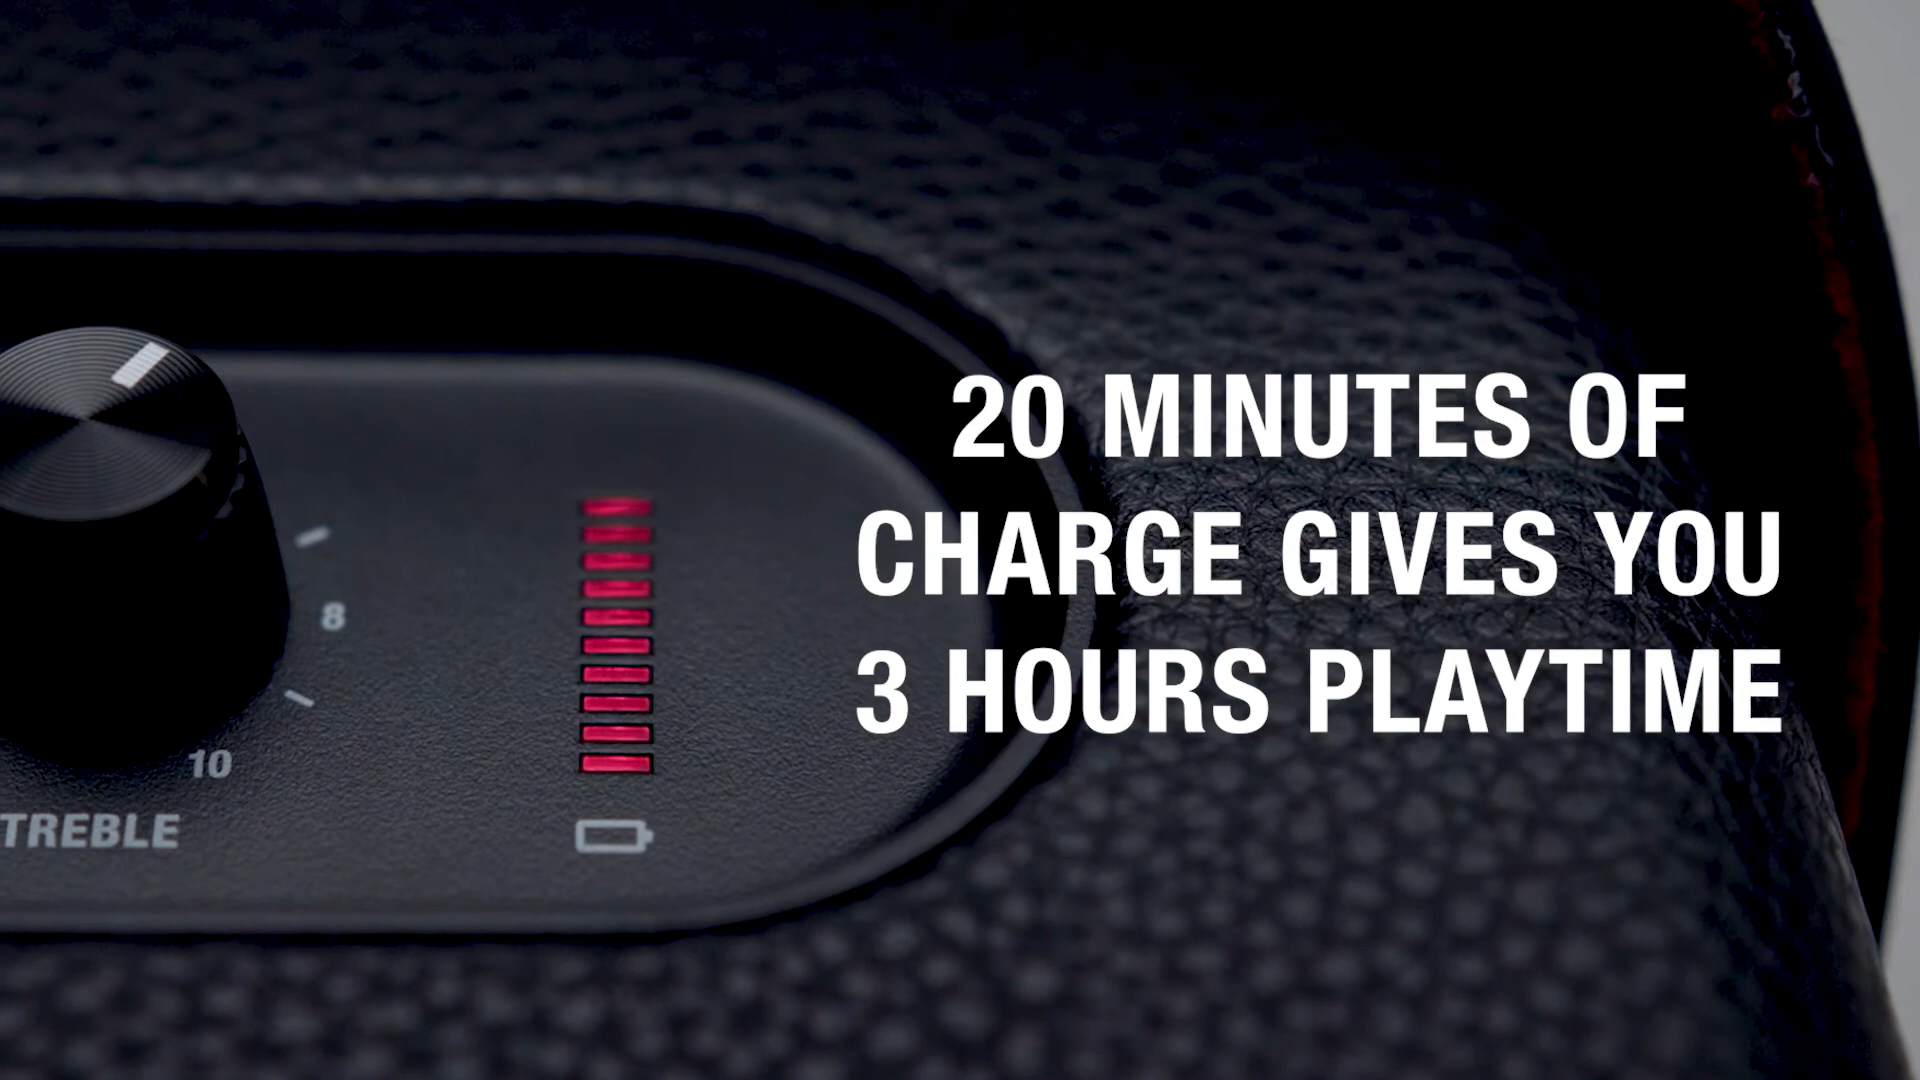 20 MINUTES OF
CHARGE GIVES YOU
3 HOURS PLAYTIME
8
10
TREBLE